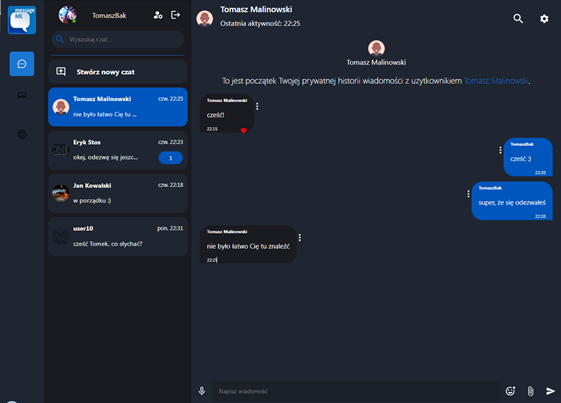 message
ME
TomaszBak
Wyszukaj czat...
Stwórz nowy czat
Tomasz Malinowski
czw. 22:25
nie było łatwo Cię tu ...
Eryk Stos
czw. 22:23
okej, odezwę się jeszc...
1
Jan Kowalski
czw. 22:18
w porządku :)
user10
pon. 22:31
cześć Tomek, co słychać?
Tomasz Malinowski
Ostatnia aktywność: 22:25
Tomasz Malinowski
To jest początek Twojej prywatnej historii wiadomości z uzytkownikiem Tomasz Malinowski.
Tomasz Malinowski
cześć!
22:15
TomaszBak
cześć :)
22:20
TomaszBak
super, że się odezwałeś
22:20
Tomasz Malinowski
nie było łatwo Cię tu znaleźć
22:25
Napisz wiadomość